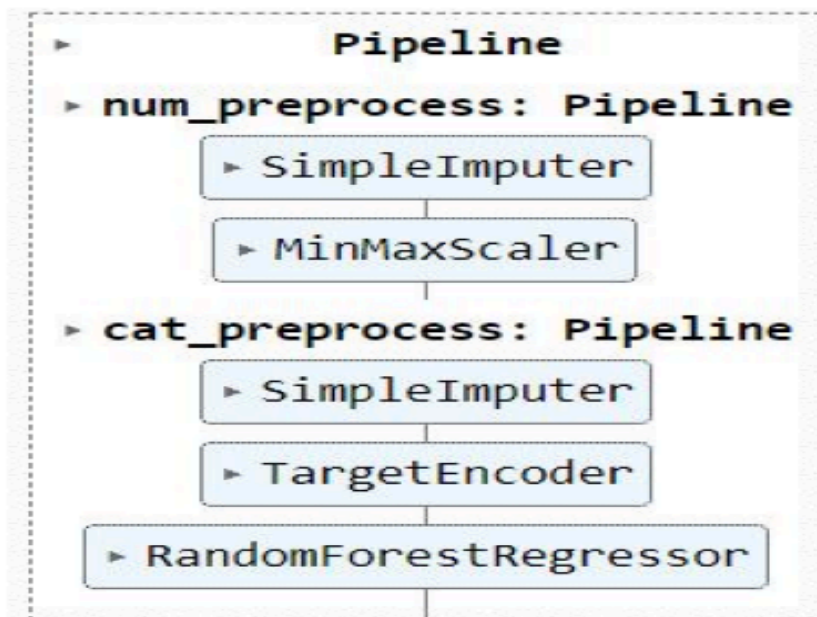 Pipeline
num_preprocess: Pipeline
SimpleImputer
MinMaxScaler
cat_preprocess: Pipeline
SimpleImputer
TargetEncoder
RandomForestRegressor